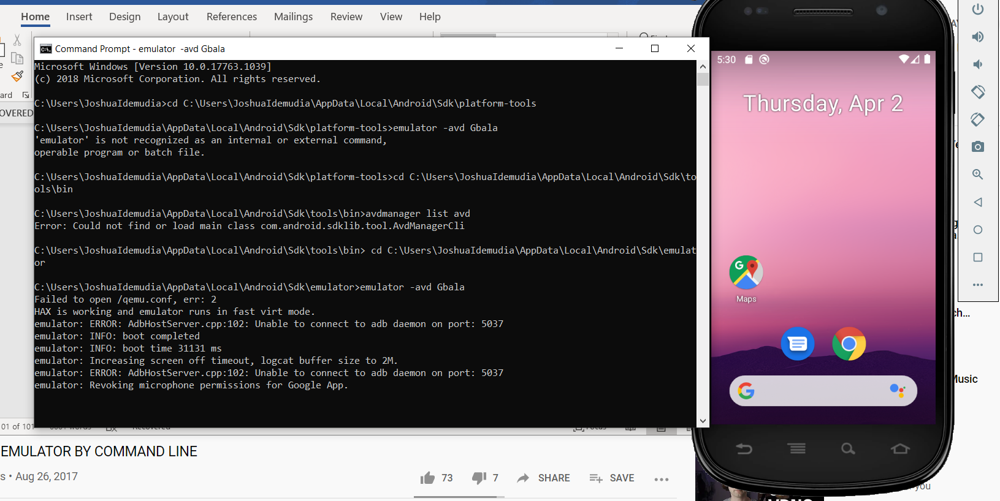 Home Insert Design Layout References Mailings Review View Help
Command Prompt - emulator -avd Gbala
Microsoft Windows [Version 10.0.17763.1039]
(c) 2018 Microsoft Corporation. All rights reserved.
C:\Users\JoshuaIdemudia>cd C:\Users\JoshuaIdemudia\AppData\Local\Android\Sdk\platform-tools
C:\Users\JoshuaIdemudia\AppData\Local\Android\Sdk\platform-tools>emulator -avd Gbala
'emulator' is not recognized as an internal or external command,
operable program or batch file.
C:\Users\JoshuaIdemudia\AppData\Local\Android\Sdk\platform-tools>cd C:\Users\JoshuaIdemudia\AppData\Local\Android\Sdk\to
ols\bin
C:\Users\JoshuaIdemudia\AppData\Local\Android\Sdk\tools\bin>avdmanager list avd
Error: Could not find or load main class com.android.sdklib.tool.AvdManagerCli
C:\Users\JoshuaIdemudia\AppData\Local\Android\Sdk\tools\bin> cd C:\Users\JoshuaIdemudia\AppData\Local\Android\Sdk\emulat
or
C:\Users\JoshuaIdemudia\AppData\Local\Android\Sdk\emulator>emulator -avd Gbala
Failed to open /qemu.conf, err: 2
HAX is working and emulator runs in fast virt mode.
emulator: ERROR: AdbHostServer.cpp:102: Unable to connect to adb daemon on port: 5037
emulator: INFO: boot completed
emulator: INFO: boot time 31131 ms
emulator: Increasing screen off timeout, logcat buffer size to 2M.
emulator: ERROR: AdbHostServer.cpp:102: Unable to connect to adb daemon on port: 5037
emulator: Revoking microphone permissions for Google App.
ard
OVERED
01 of 101
EMULATOR BY COMMAND LINE
s • Aug 26, 2017
73 7 SHARE SAVE
5:30
Thursday, Apr 2
Maps
ch...
Music
you